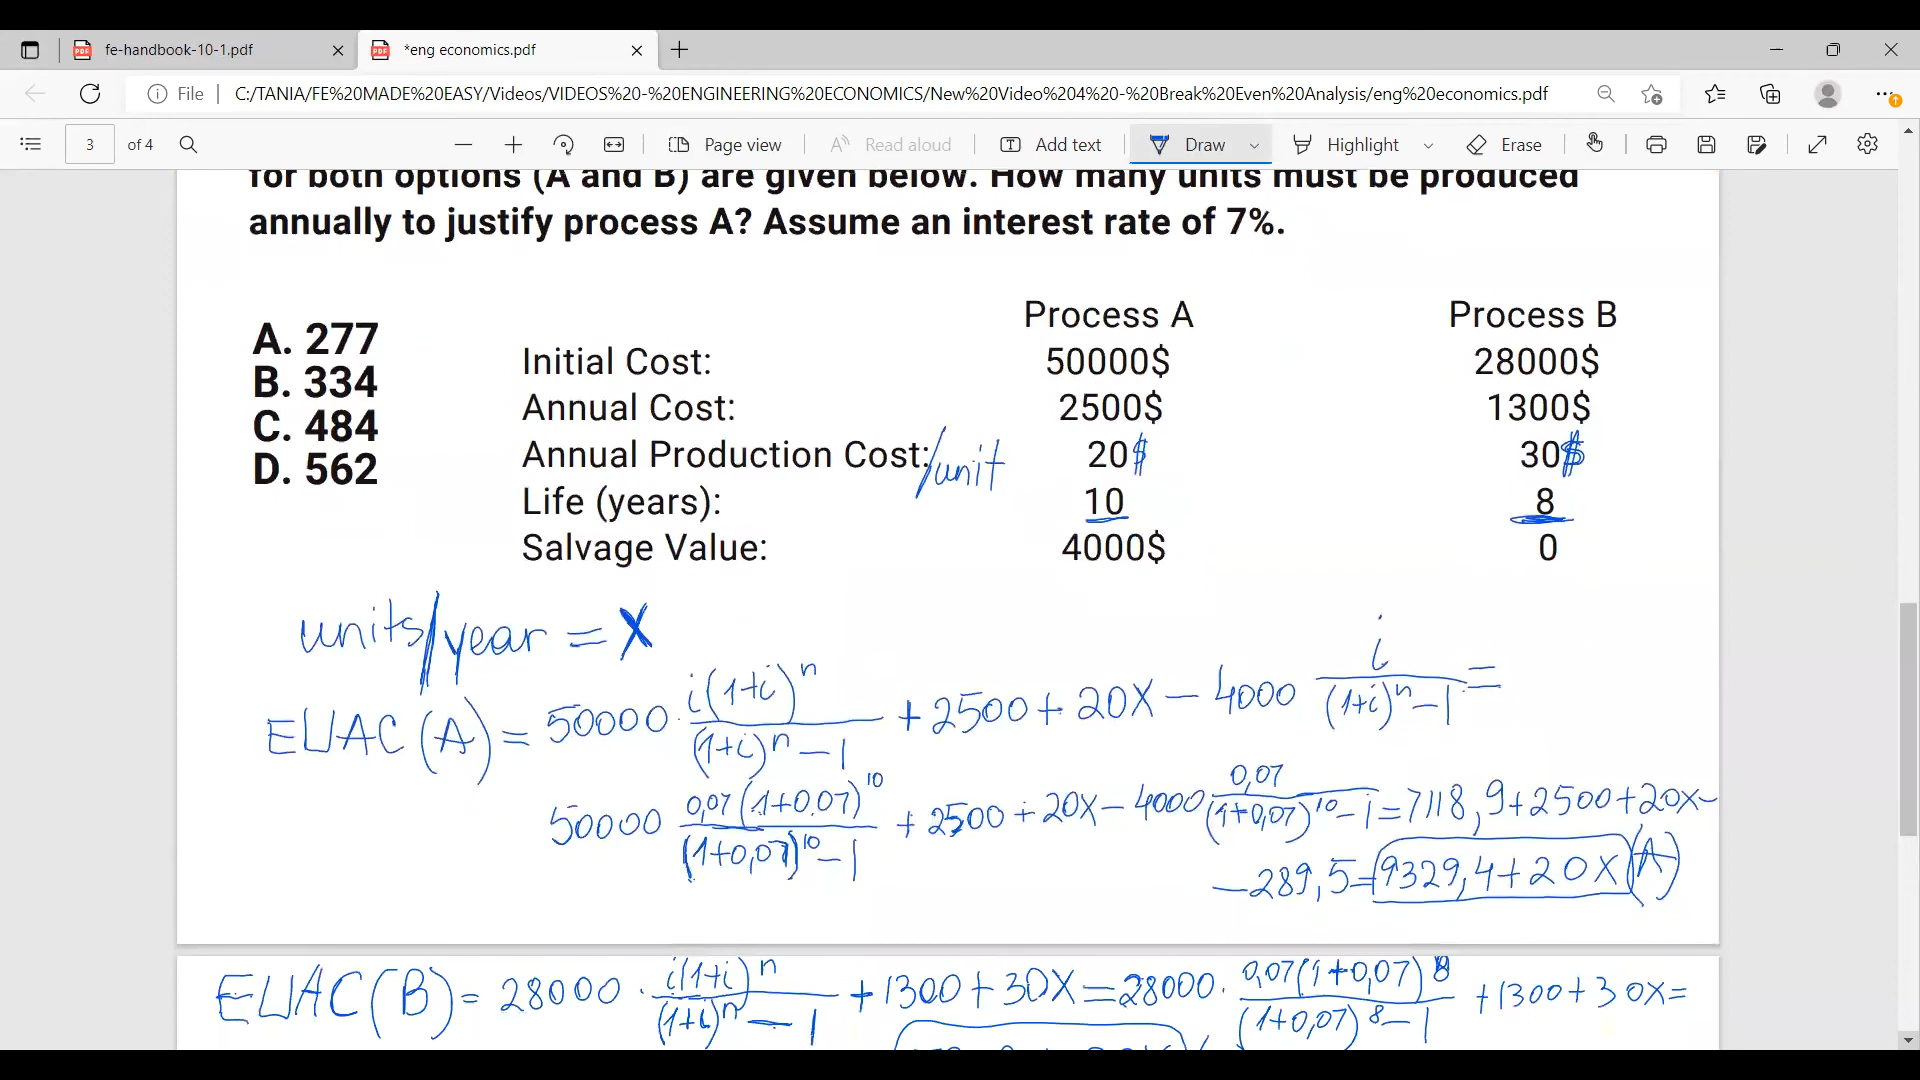 fe-handbook-10-1.pdf
*eng economics.pdf
File
C:/TANIA/FE%20MADE%20EASY/Videos/VIDEOS%20-%20ENGINEERING%20ECONOMICS/New%20Video%204%20-%20Break%20Even%20Analysis/eng%20economics.pdf
3 of 4
Page view
Read aloud
Add text
Draw
Highlight
Erase
for both options (A and B) are given below. How many units must be produced
annually to justify process A? Assume an interest rate of 7%.
A. 277
B. 334
C. 484
D. 562
Process A Process B
Initial Cost: 50000$ 28000$
Annual Cost: 2500$ 1300$
Annual Production Cost:/unit 20$ 30$
Life (years): 10 8
Salvage Value: 4000$ 0
units/year = X
EUAC (A) = 50000 · i(1+i)^n / (1+i)^n − 1 + 2500 + 20X − 4000 i / (1+i)^n − 1 =
50000 0,07(1+0,07)^10 / (1+0,07)^10 − 1 + 2500 + 20X − 4000 0,07 / (1+0,07)^10 − 1 = 7118,9 + 2500 + 20X −
− 289,5 = 9329,4 + 20X (A)
EUAC (B) = 28000 · i(1+i)^n / (1+i)^n − 1 + 1300 + 30X = 28000 · 0,07(1+0,07)^8 / (1+0,07)^8 − 1 + 1300 + 30X =